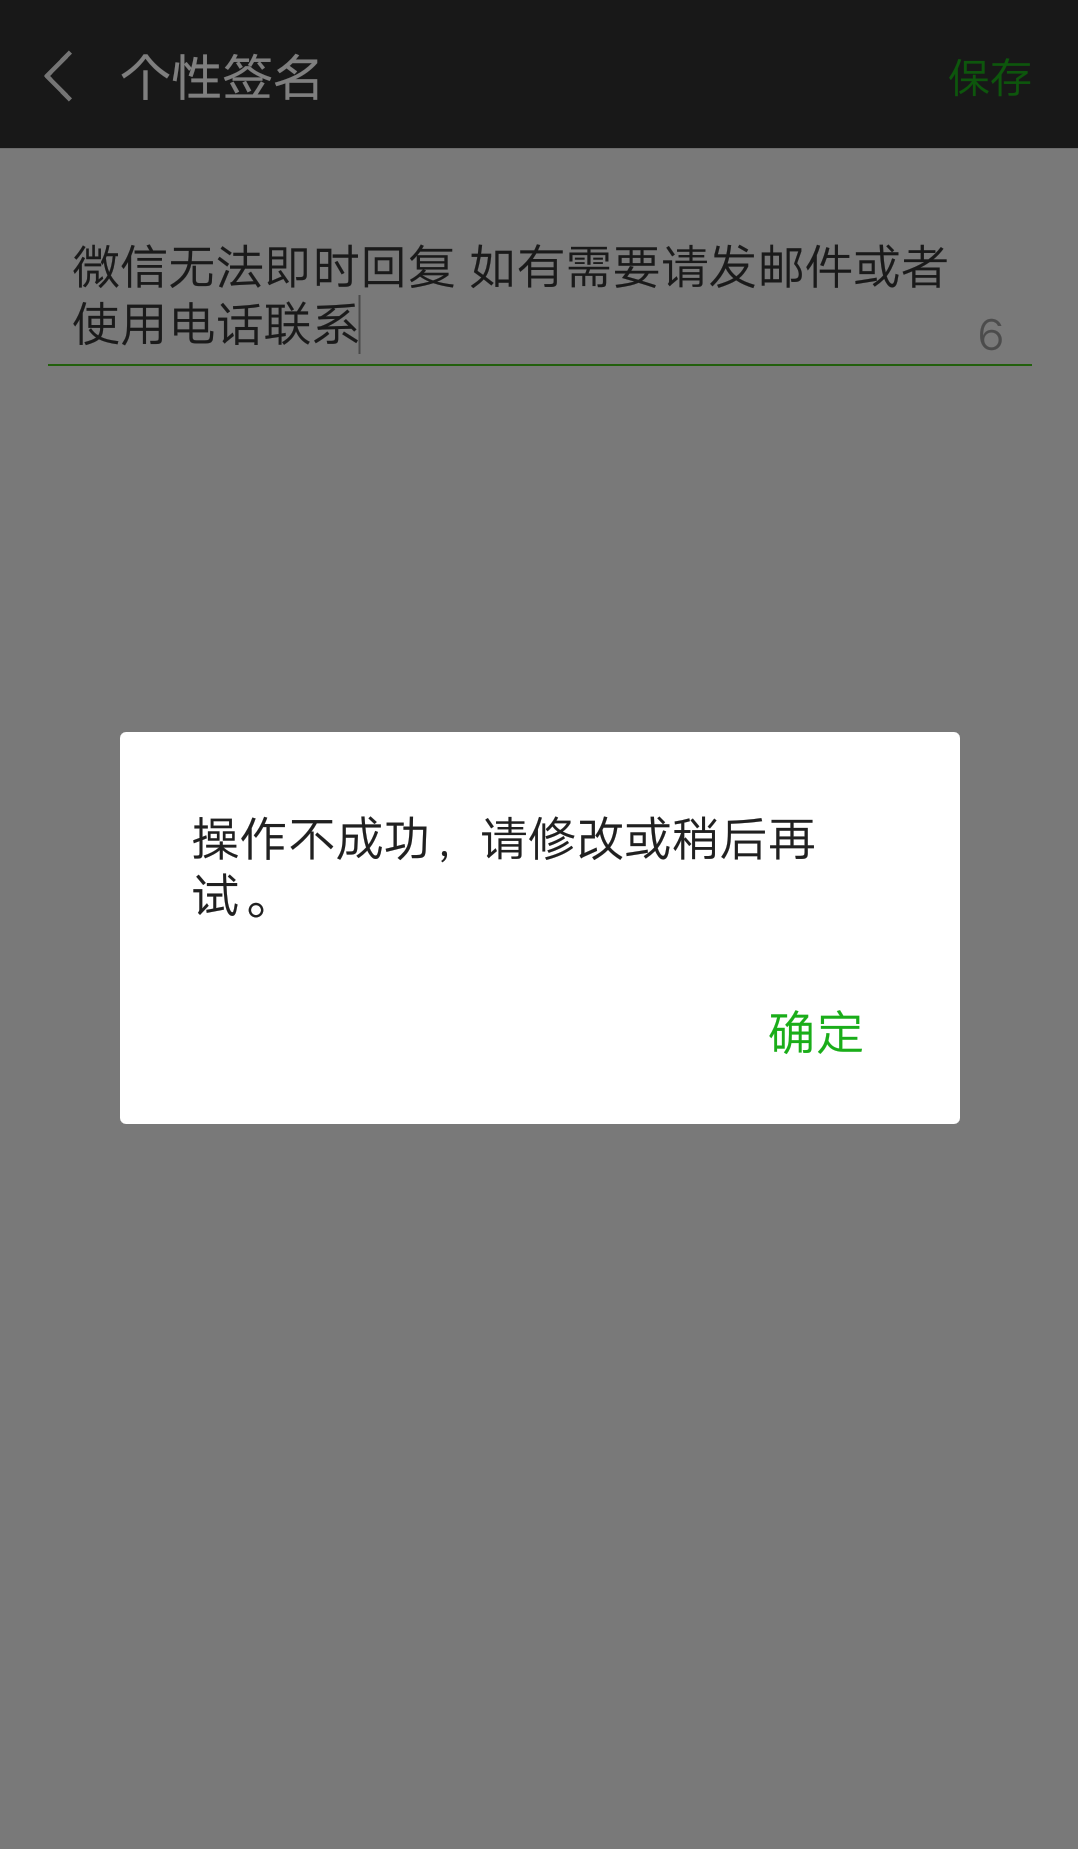 个性签名
保存
微信无法即时回复 如有需要请发邮件或者
使用电话联系
6
操作不成功，请修改或稍后再
试。
确定